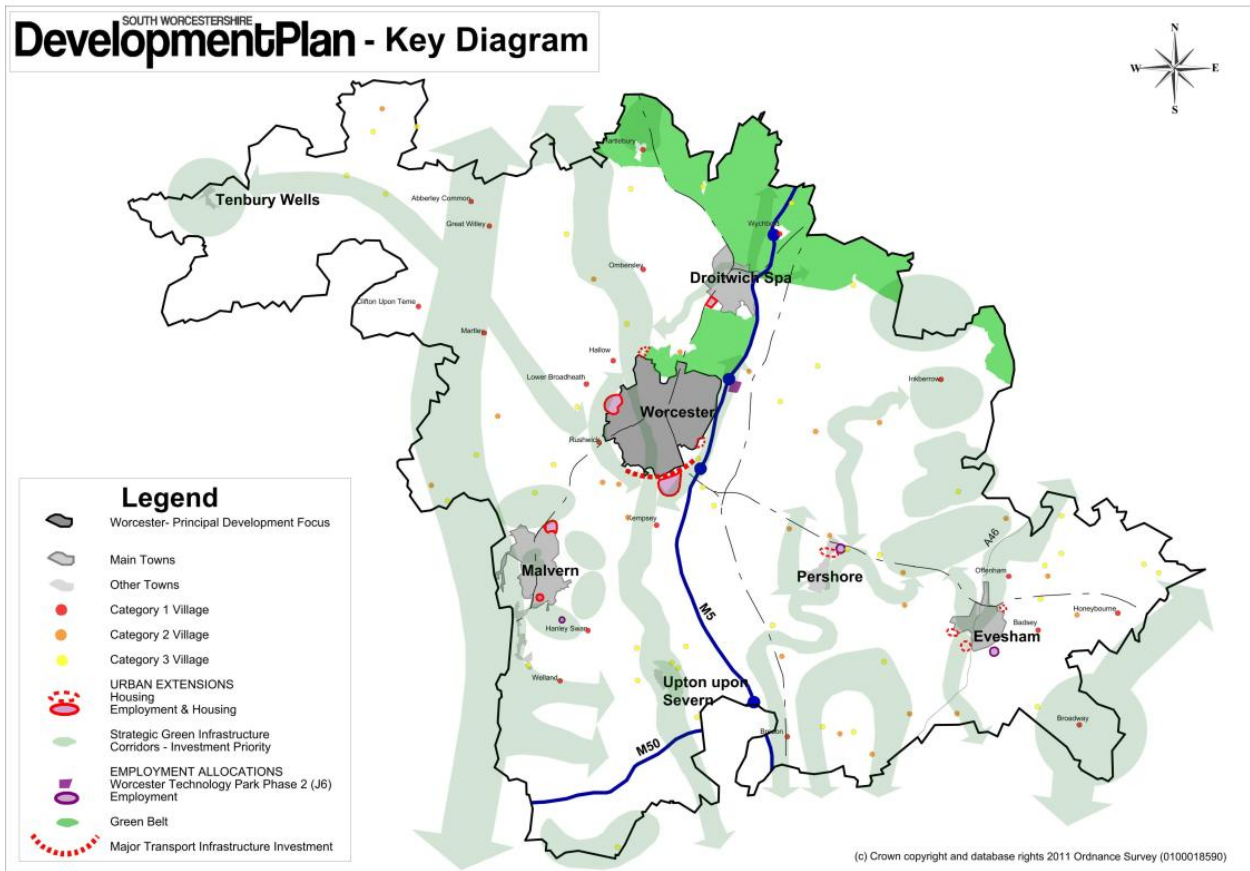 SOUTH WORCESTERSHIRE
DevelopmentPlan - Key Diagram
N
W E
S
Hartlebury
Tenbury Wells
Abberley Common
Great Witley
Wychbold
Ombersley
Droitwich Spa
Clifton Upon Teme
Martley
Hallow
Lower Broadheath
Inkberrow
Worcester
Rushwick
Kempsey
A46
Malvern
Pershore
Offenham
M5
Hanley Swan
Badsey
Honeybourne
Evesham
Welland
Upton upon
Severn
Broadway
M50
Legend
Worcester- Principal Development Focus
Main Towns
Other Towns
Category 1 Village
Category 2 Village
Category 3 Village
URBAN EXTENSIONS
Housing
Employment & Housing
Strategic Green Infrastructure
Corridors - Investment Priority
EMPLOYMENT ALLOCATIONS
Worcester Technology Park Phase 2 (J6)
Employment
Green Belt
Major Transport Infrastructure Investment
(c) Crown copyright and database rights 2011 Ordnance Survey (0100018590)